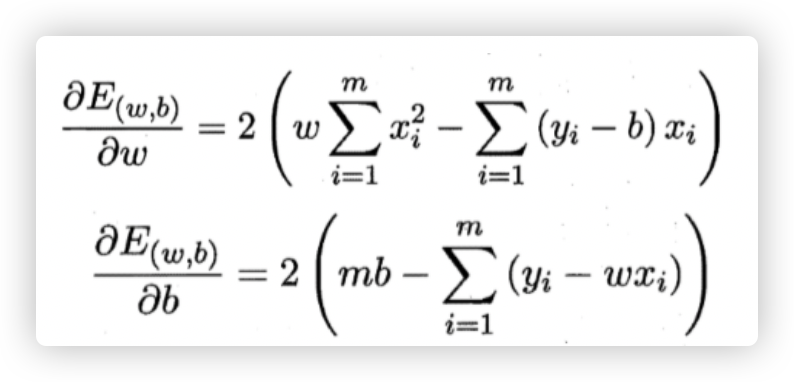 ∂E_(w,b)/∂w = 2 ( w ∑_{i=1}^{m} x_i^2 − ∑_{i=1}^{m} (y_i − b) x_i )
∂E_(w,b)/∂b = 2 ( mb − ∑_{i=1}^{m} (y_i − wx_i) )